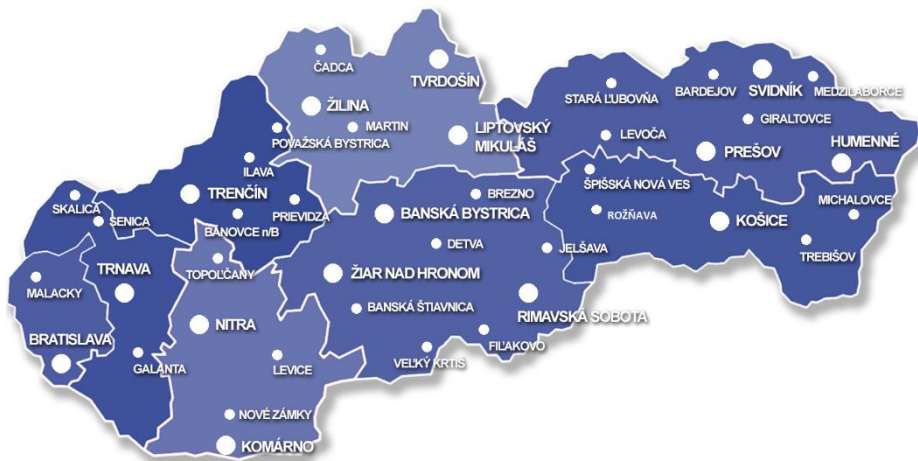 ČADCA
TVRDOŠÍN
ŽILINA
MARTIN
LIPTOVSKÝ
MIKULÁŠ
POVAŽSKÁ BYSTRICA
ILAVA
TRENČÍN
PRIEVIDZA
BÁNOVCE n/B
SKALICA
SENICA
TRNAVA
MALACKY
BRATISLAVA
GALANTA
TOPOĽČANY
NITRA
LEVICE
NOVÉ ZÁMKY
KOMÁRNO
BREZNO
BANSKÁ BYSTRICA
DETVA
JELŠAVA
ŽIAR NAD HRONOM
BANSKÁ ŠTIAVNICA
RIMAVSKÁ SOBOTA
FIĽAKOVO
VEĽKÝ KRTIS
STARÁ ĽUBOVŇA
BARDEJOV
SVIDNÍK
MEDZILABORCE
GIRALTOVCE
LEVOČA
PREŠOV
HUMENNÉ
ŠPIŠSKÁ NOVÁ VES
ROŽŇAVA
KOŠICE
MICHALOVCE
TREBIŠOV